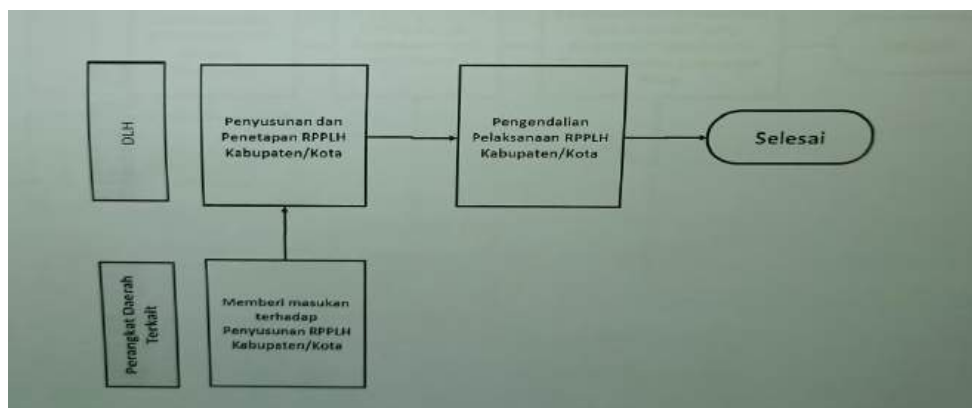 DLH
Penyusunan dan
Penetapan RPPLH
Kabupaten/Kota
Pengendalian
Pelaksanaan RPPLH
Kabupaten/Kota
Selesai
Perangkat Daerah
Terkait
Memberi masukan
terhadap
Penyusunan RPPLH
Kabupaten/Kota